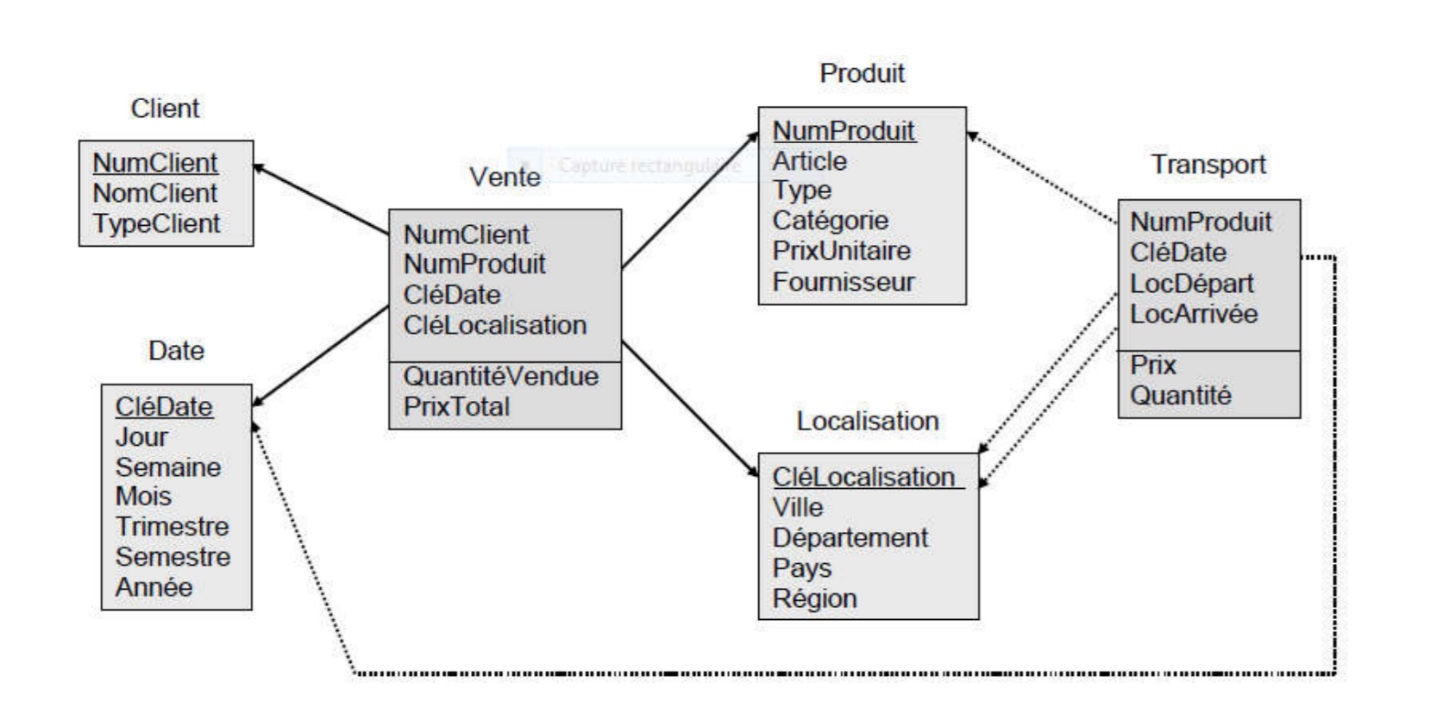 Client
NumClient
NomClient
TypeClient
Vente
NumClient
NumProduit
CléDate
CléLocalisation
QuantitéVendue
PrixTotal
Date
CléDate
Jour
Semaine
Mois
Trimestre
Semestre
Année
Produit
NumProduit
Article
Type
Catégorie
PrixUnitaire
Fournisseur
Capture rectangulaire
Localisation
CléLocalisation
Ville
Département
Pays
Région
Transport
NumProduit
CléDate
LocDépart
LocArrivée
Prix
Quantité